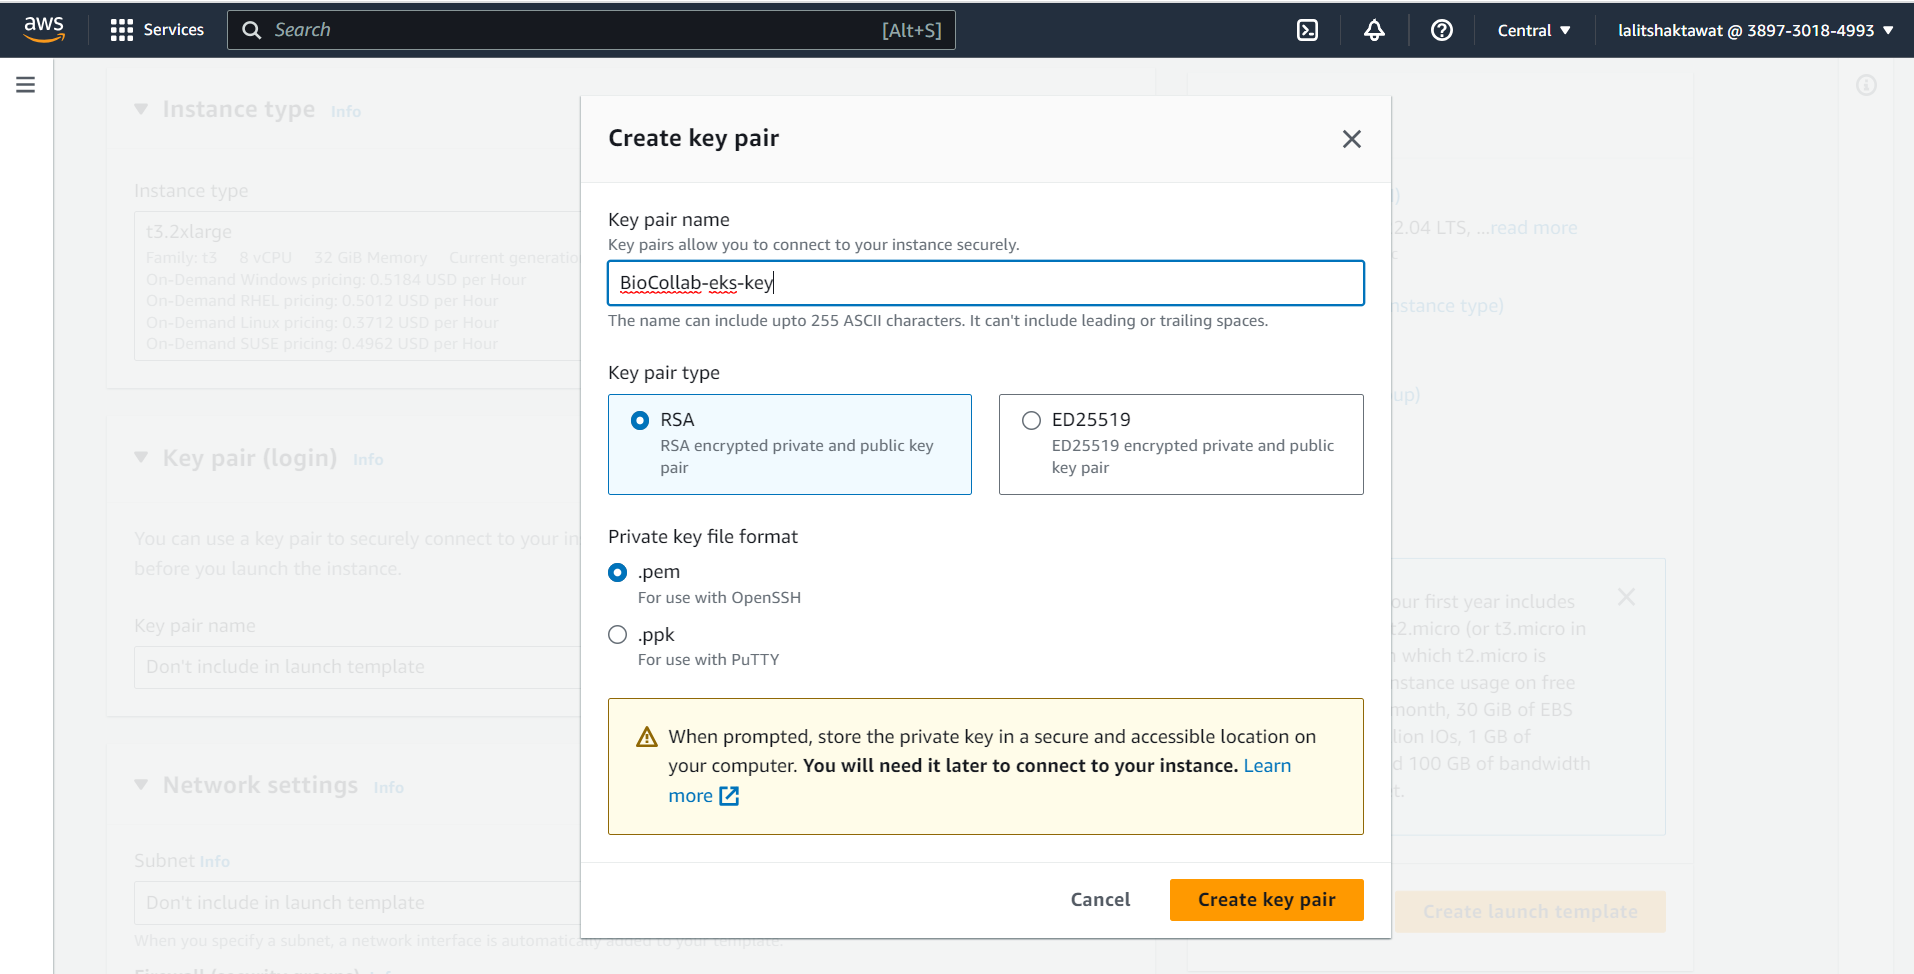 aws
Services
Search
[Alt+S]
Central
lalitshaktawat @ 3897-3018-4993
Instance type Info
Instance type
t3.2xlarge
Family: t3 8 vCPU 32 GiB Memory Current generation
On-Demand Windows pricing: 0.5184 USD per Hour
On-Demand RHEL pricing: 0.5012 USD per Hour
On-Demand Linux pricing: 0.3712 USD per Hour
On-Demand SUSE pricing: 0.4962 USD per Hour
Key pair (login) Info
You can use a key pair to securely connect to your in
before you launch the instance.
Key pair name
Don't include in launch template
Network settings Info
Subnet Info
Don't include in launch template
When you specify a subnet, a network interface is automatically added to your template.
Create key pair
Key pair name
Key pairs allow you to connect to your instance securely.
BioCollab-eks-key
The name can include upto 255 ASCII characters. It can't include leading or trailing spaces.
Key pair type
RSA
RSA encrypted private and public key
pair
ED25519
ED25519 encrypted private and public
key pair
Private key file format
.pem
For use with OpenSSH
.ppk
For use with PuTTY
When prompted, store the private key in a secure and accessible location on
your computer. You will need it later to connect to your instance. Learn
more
Cancel
Create key pair
2.04 LTS, ...read more
nstance type)
up)
our first year includes
t2.micro (or t3.micro in
which t2.micro is
nstance usage on free
month, 30 GiB of EBS
lion IOs, 1 GB of
d 100 GB of bandwidth
t.
Create launch template